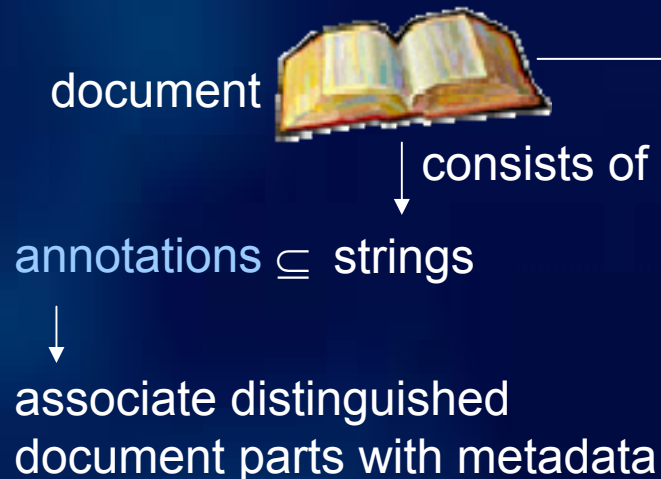 document
consists of
annotations ⊆ strings
associate distinguished
document parts with metadata